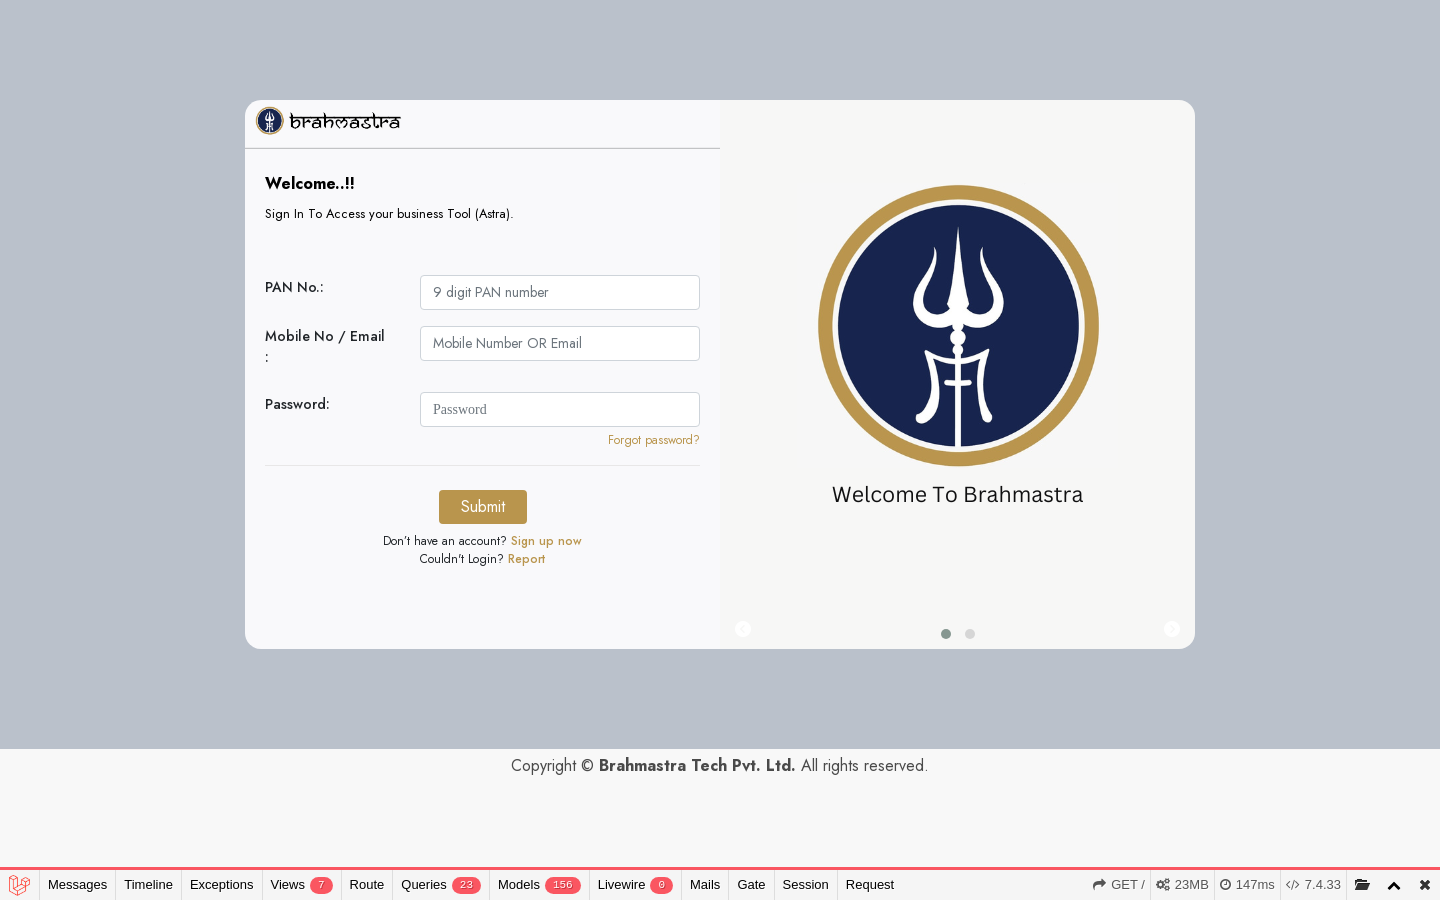 Brahmastra
Welcome..!!
Sign In To Access your business Tool (Astra).
PAN No.:
9 digit PAN number
Mobile No / Email
:
Mobile Number OR Email
Password:
Password
Forgot password?
Submit
Don't have an account? Sign up now
Couldn't Login? Report
Welcome To Brahmastra
Copyright © Brahmastra Tech Pvt. Ltd. All rights reserved.
Messages Timeline Exceptions Views 7 Route Queries 23 Models 156 Livewire 0 Mails Gate Session Request GET / 23MB 147ms 7.4.33